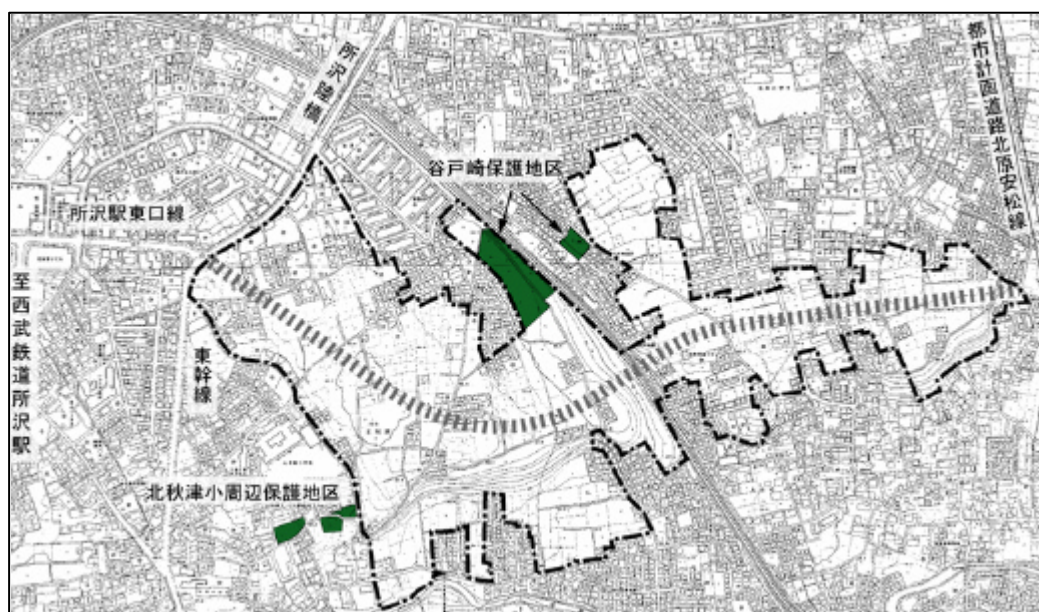 所沢陸橋
都市計画道路北原安松線
谷戸崎保護地区
所沢駅東口線
至西武鉄道所沢駅
東幹線
北秋津小周辺保護地区